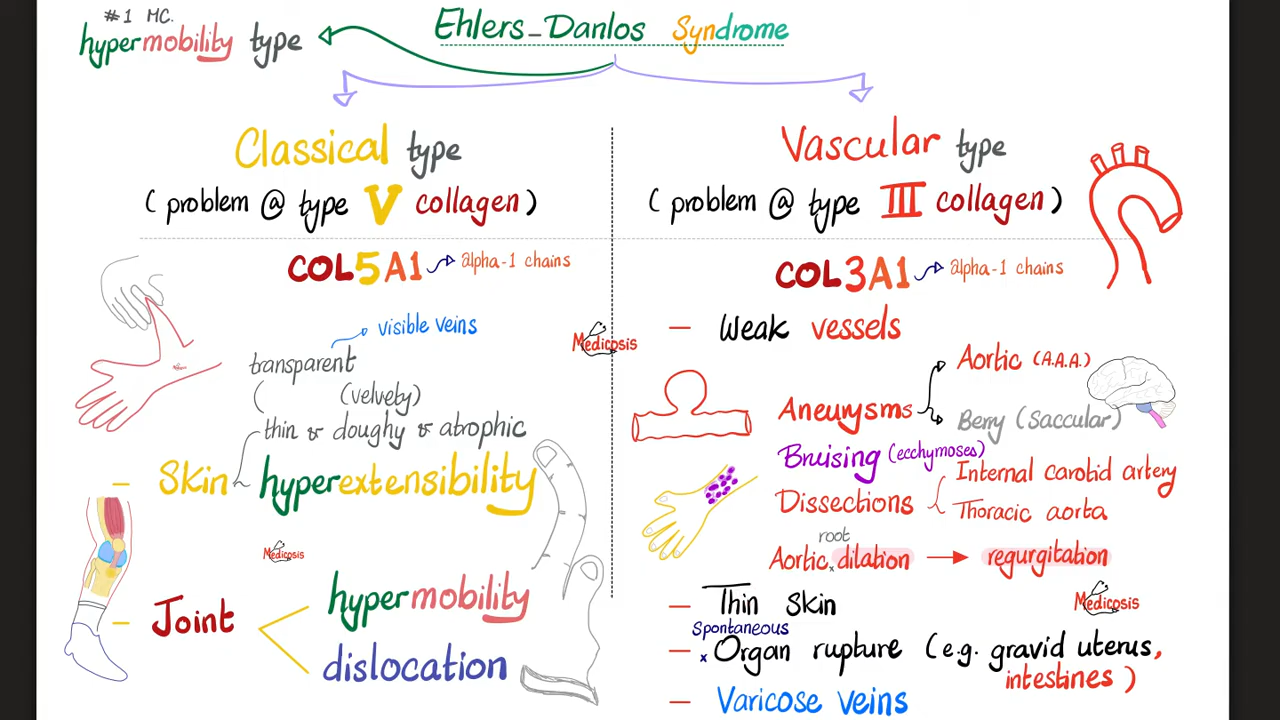 #1 MC.
hypermobility type
Ehlers-Danlos Syndrome
Classical type
(problem @ type V collagen)
COL5A1 alpha-1 chains
visible veins
transparent
(velvety)
thin & doughy & atrophic
- Skin hyperextensibility
Medicosis
- Joint
hypermobility
dislocation
Vascular type
(problem @ type III collagen)
COL3A1 alpha-1 chains
- Weak vessels
Medicosis
Aneurysms
Aortic (A.A.A.)
Berry (Saccular)
Bruising (ecchymoses)
Dissections
Internal carotid artery
Thoracic aorta
root
Aortic dilation → regurgitation
- Thin skin
Medicosis
Spontaneous
- x Organ rupture (e.g. gravid uterus,
intestines)
- Varicose veins